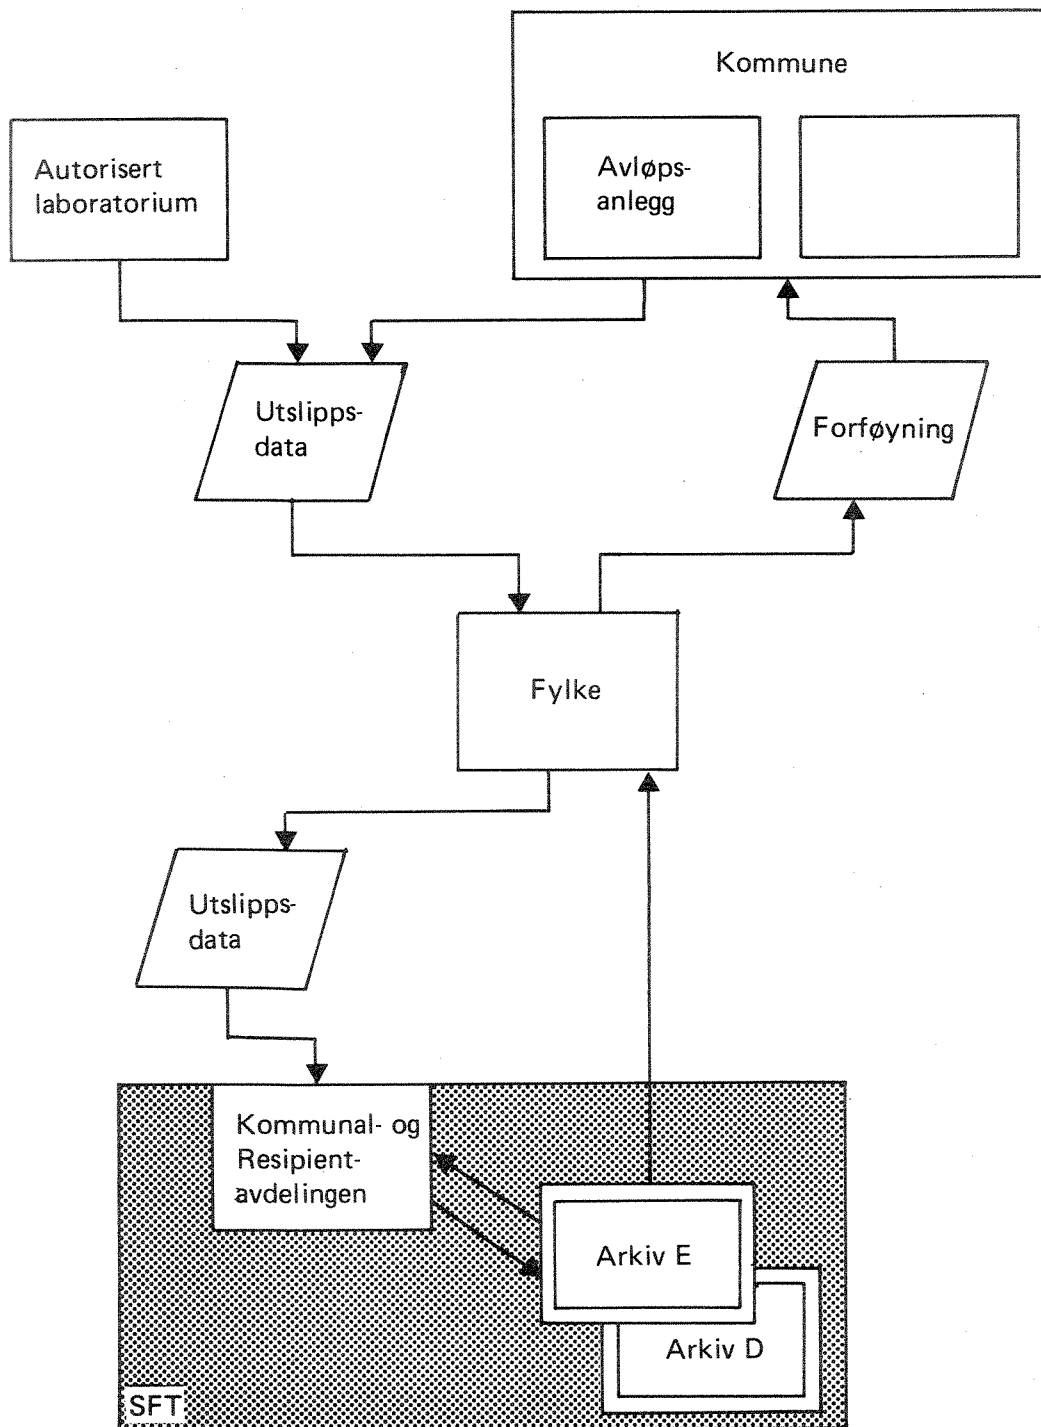 Kommune
Autorisert
laboratorium
Avløps-
anlegg
Utslipps-
data
Forføyning
Fylke
Utslipps-
data
Kommunal- og
Resipient-
avdelingen
Arkiv E
Arkiv D
SFT